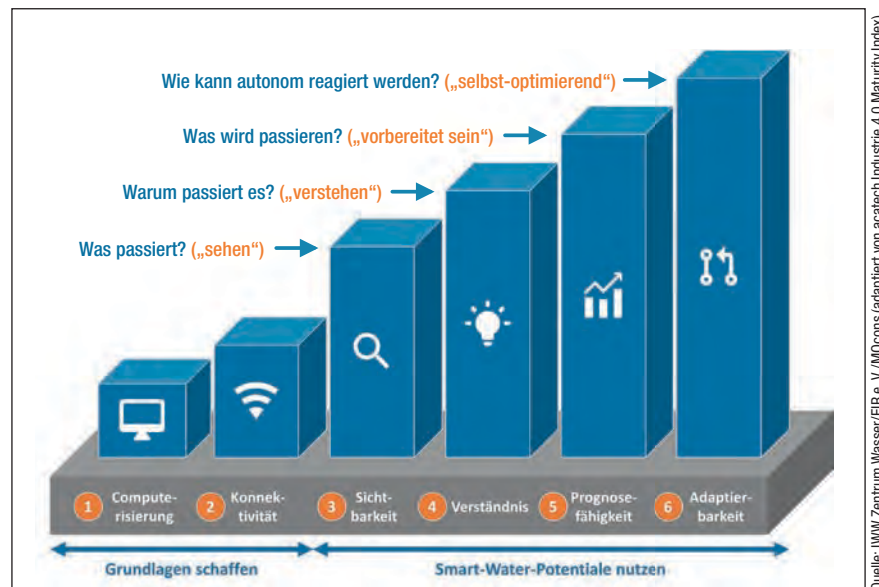 Wie kann autonom reagiert werden? („selbst-optimierend“)
Was wird passieren? („vorbereitet sein“)
Warum passiert es? („verstehen“)
Was passiert? („sehen“)
1 Compute-
risierung
2 Konnek-
tivität
3 Sicht-
barkeit
4 Verständnis
5 Prognose-
fähigkeit
6 Adaptier-
barkeit
Grundlagen schaffen
Smart-Water-Potentiale nutzen
Quelle: IWW Zentrum Wasser/FIR e. V./MOcons (adaptiert von acatech Industrie 4.0 Maturity Index)